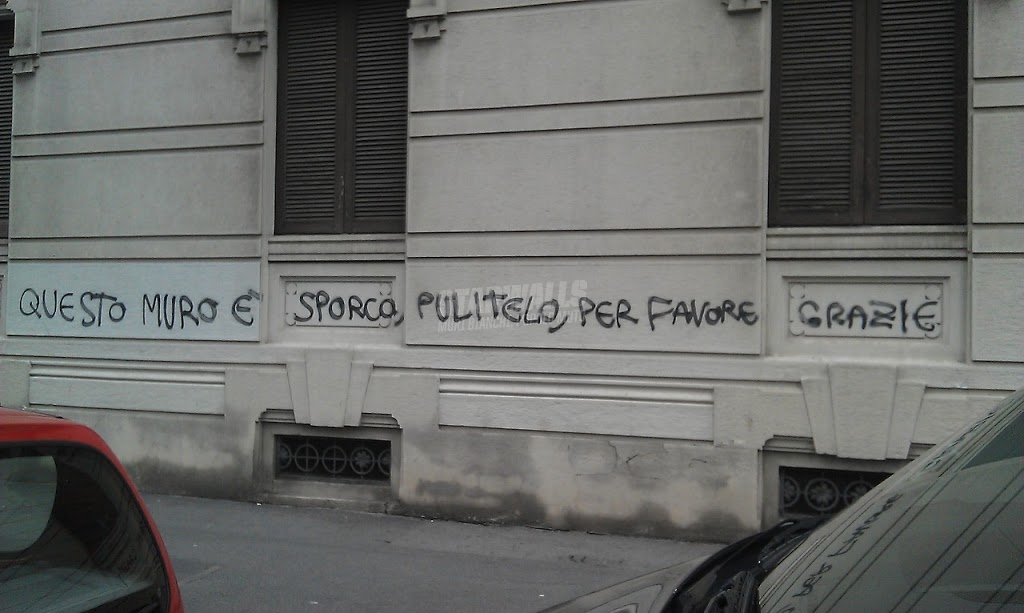 QUESTO MURO E' SPORCO, PULITELO, PER FAVORE GRAZIE